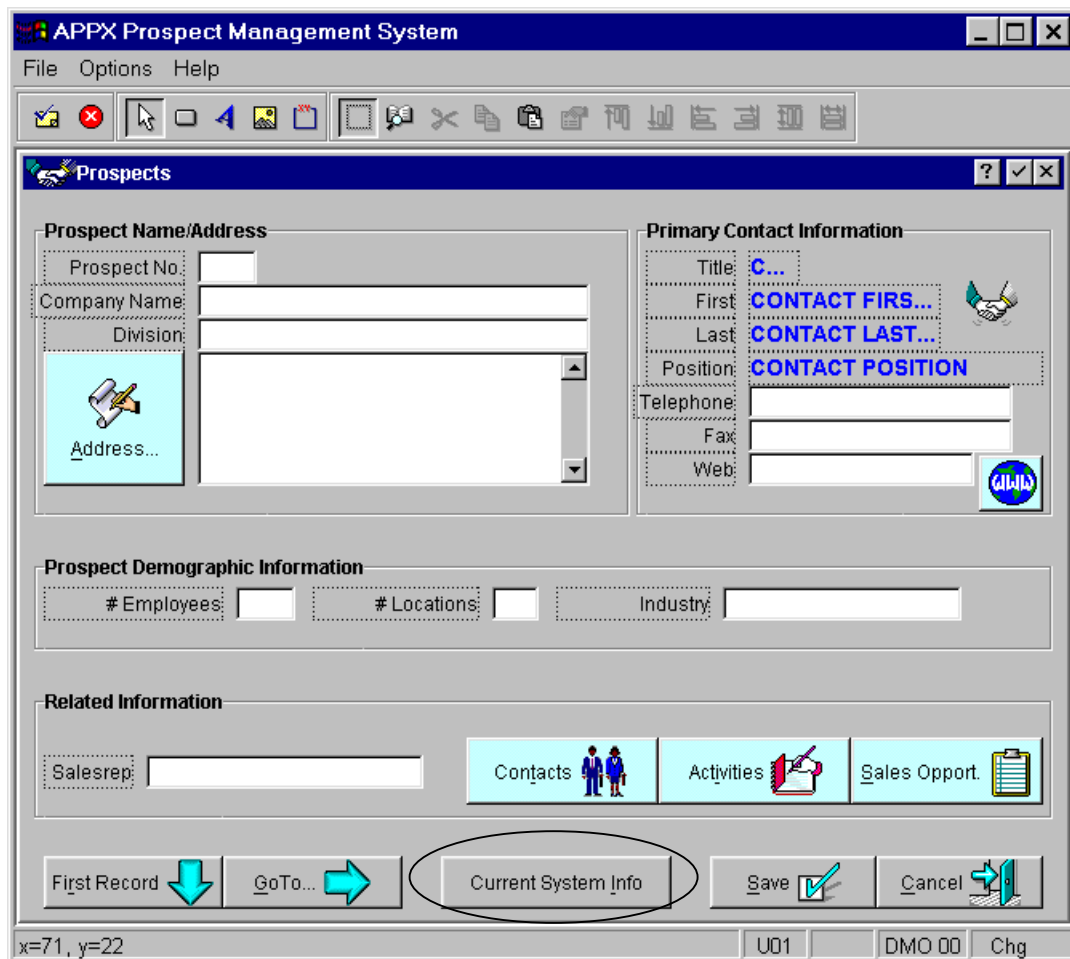 APPX Prospect Management System
File Options Help
Prospects
Prospect Name/Address
Prospect No.
Company Name
Division
Address...
Primary Contact Information
Title C...
First CONTACT FIRS...
Last CONTACT LAST...
Position CONTACT POSITION
Telephone
Fax
Web
WWW
Prospect Demographic Information
# Employees # Locations Industry
Related Information
Salesrep Contacts Activities Sales Opport.
First Record GoTo... Current System Info Save Cancel
x=71, y=22 U01 DMO 00 Chg